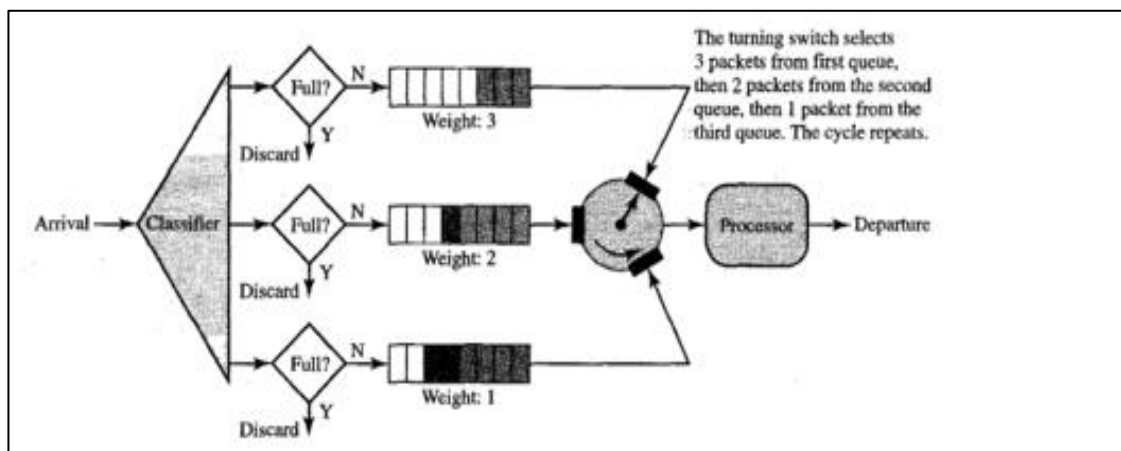 The turning switch selects
3 packets from first queue,
then 2 packets from the second
queue, then 1 packet from the
third queue. The cycle repeats.
Full?
N
Weight: 3
Y
Discard
Arrival
Classifier
Full?
N
Weight: 2
Y
Discard
Processor
Departure
Full?
N
Weight: 1
Y
Discard